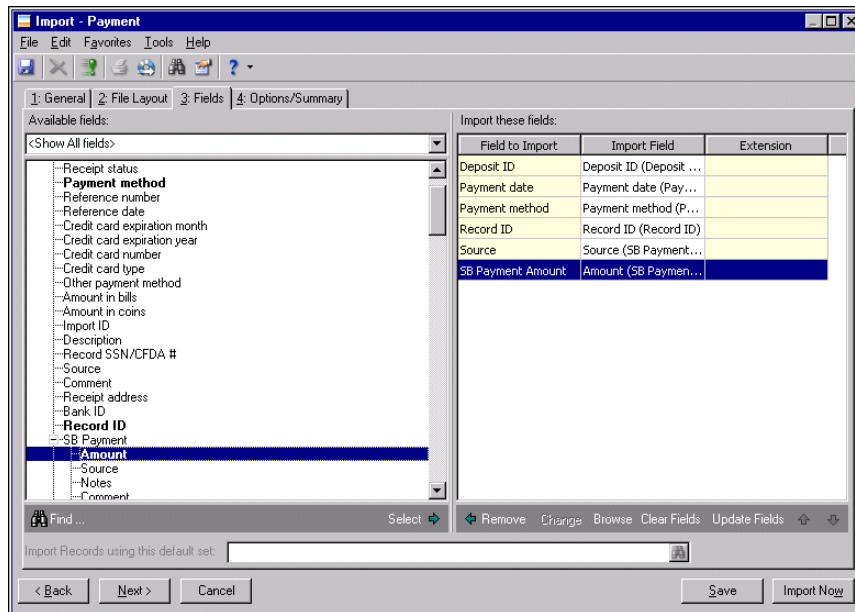 Import - Payment
File Edit Favorites Tools Help
1: General 2: File Layout 3: Fields 4: Options/Summary
Available fields:
<Show All fields>
Receipt status
Payment method
Reference number
Reference date
Credit card expiration month
Credit card expiration year
Credit card number
Credit card type
Other payment method
Amount in bills
Amount in coins
Import ID
Description
Record SSN/CFDA #
Source
Comment
Receipt address
Bank ID
Record ID
SB Payment
Amount
Source
Notes
Comment
Find ... Select
Import these fields:
Field to Import Import Field Extension
Deposit ID Deposit ID (Deposit ...
Payment date Payment date (Pay...
Payment method Payment method (P...
Record ID Record ID (Record ID)
Source Source (SB Payment...
SB Payment Amount Amount (SB Paymen...
Remove Change Browse Clear Fields Update Fields
Import Records using this default set:
< Back Next > Cancel Save Import Now